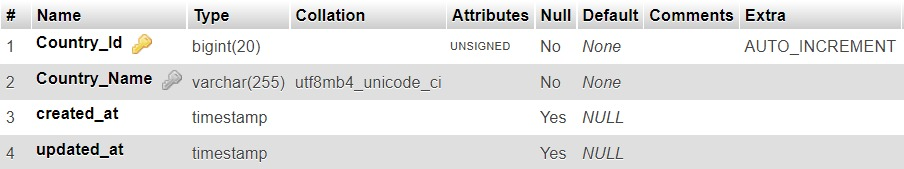 # Name Type Collation Attributes Null Default Comments Extra
1 Country_Id bigint(20) UNSIGNED No None AUTO_INCREMENT
2 Country_Name varchar(255) utf8mb4_unicode_ci No None
3 created_at timestamp Yes NULL
4 updated_at timestamp Yes NULL